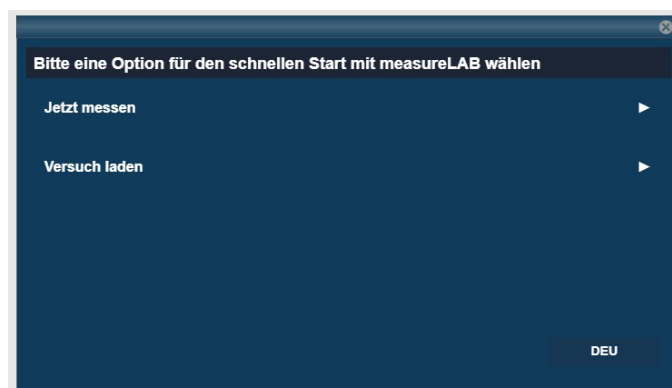 Bitte eine Option für den schnellen Start mit measureLAB wählen
Jetzt messen
Versuch laden
DEU